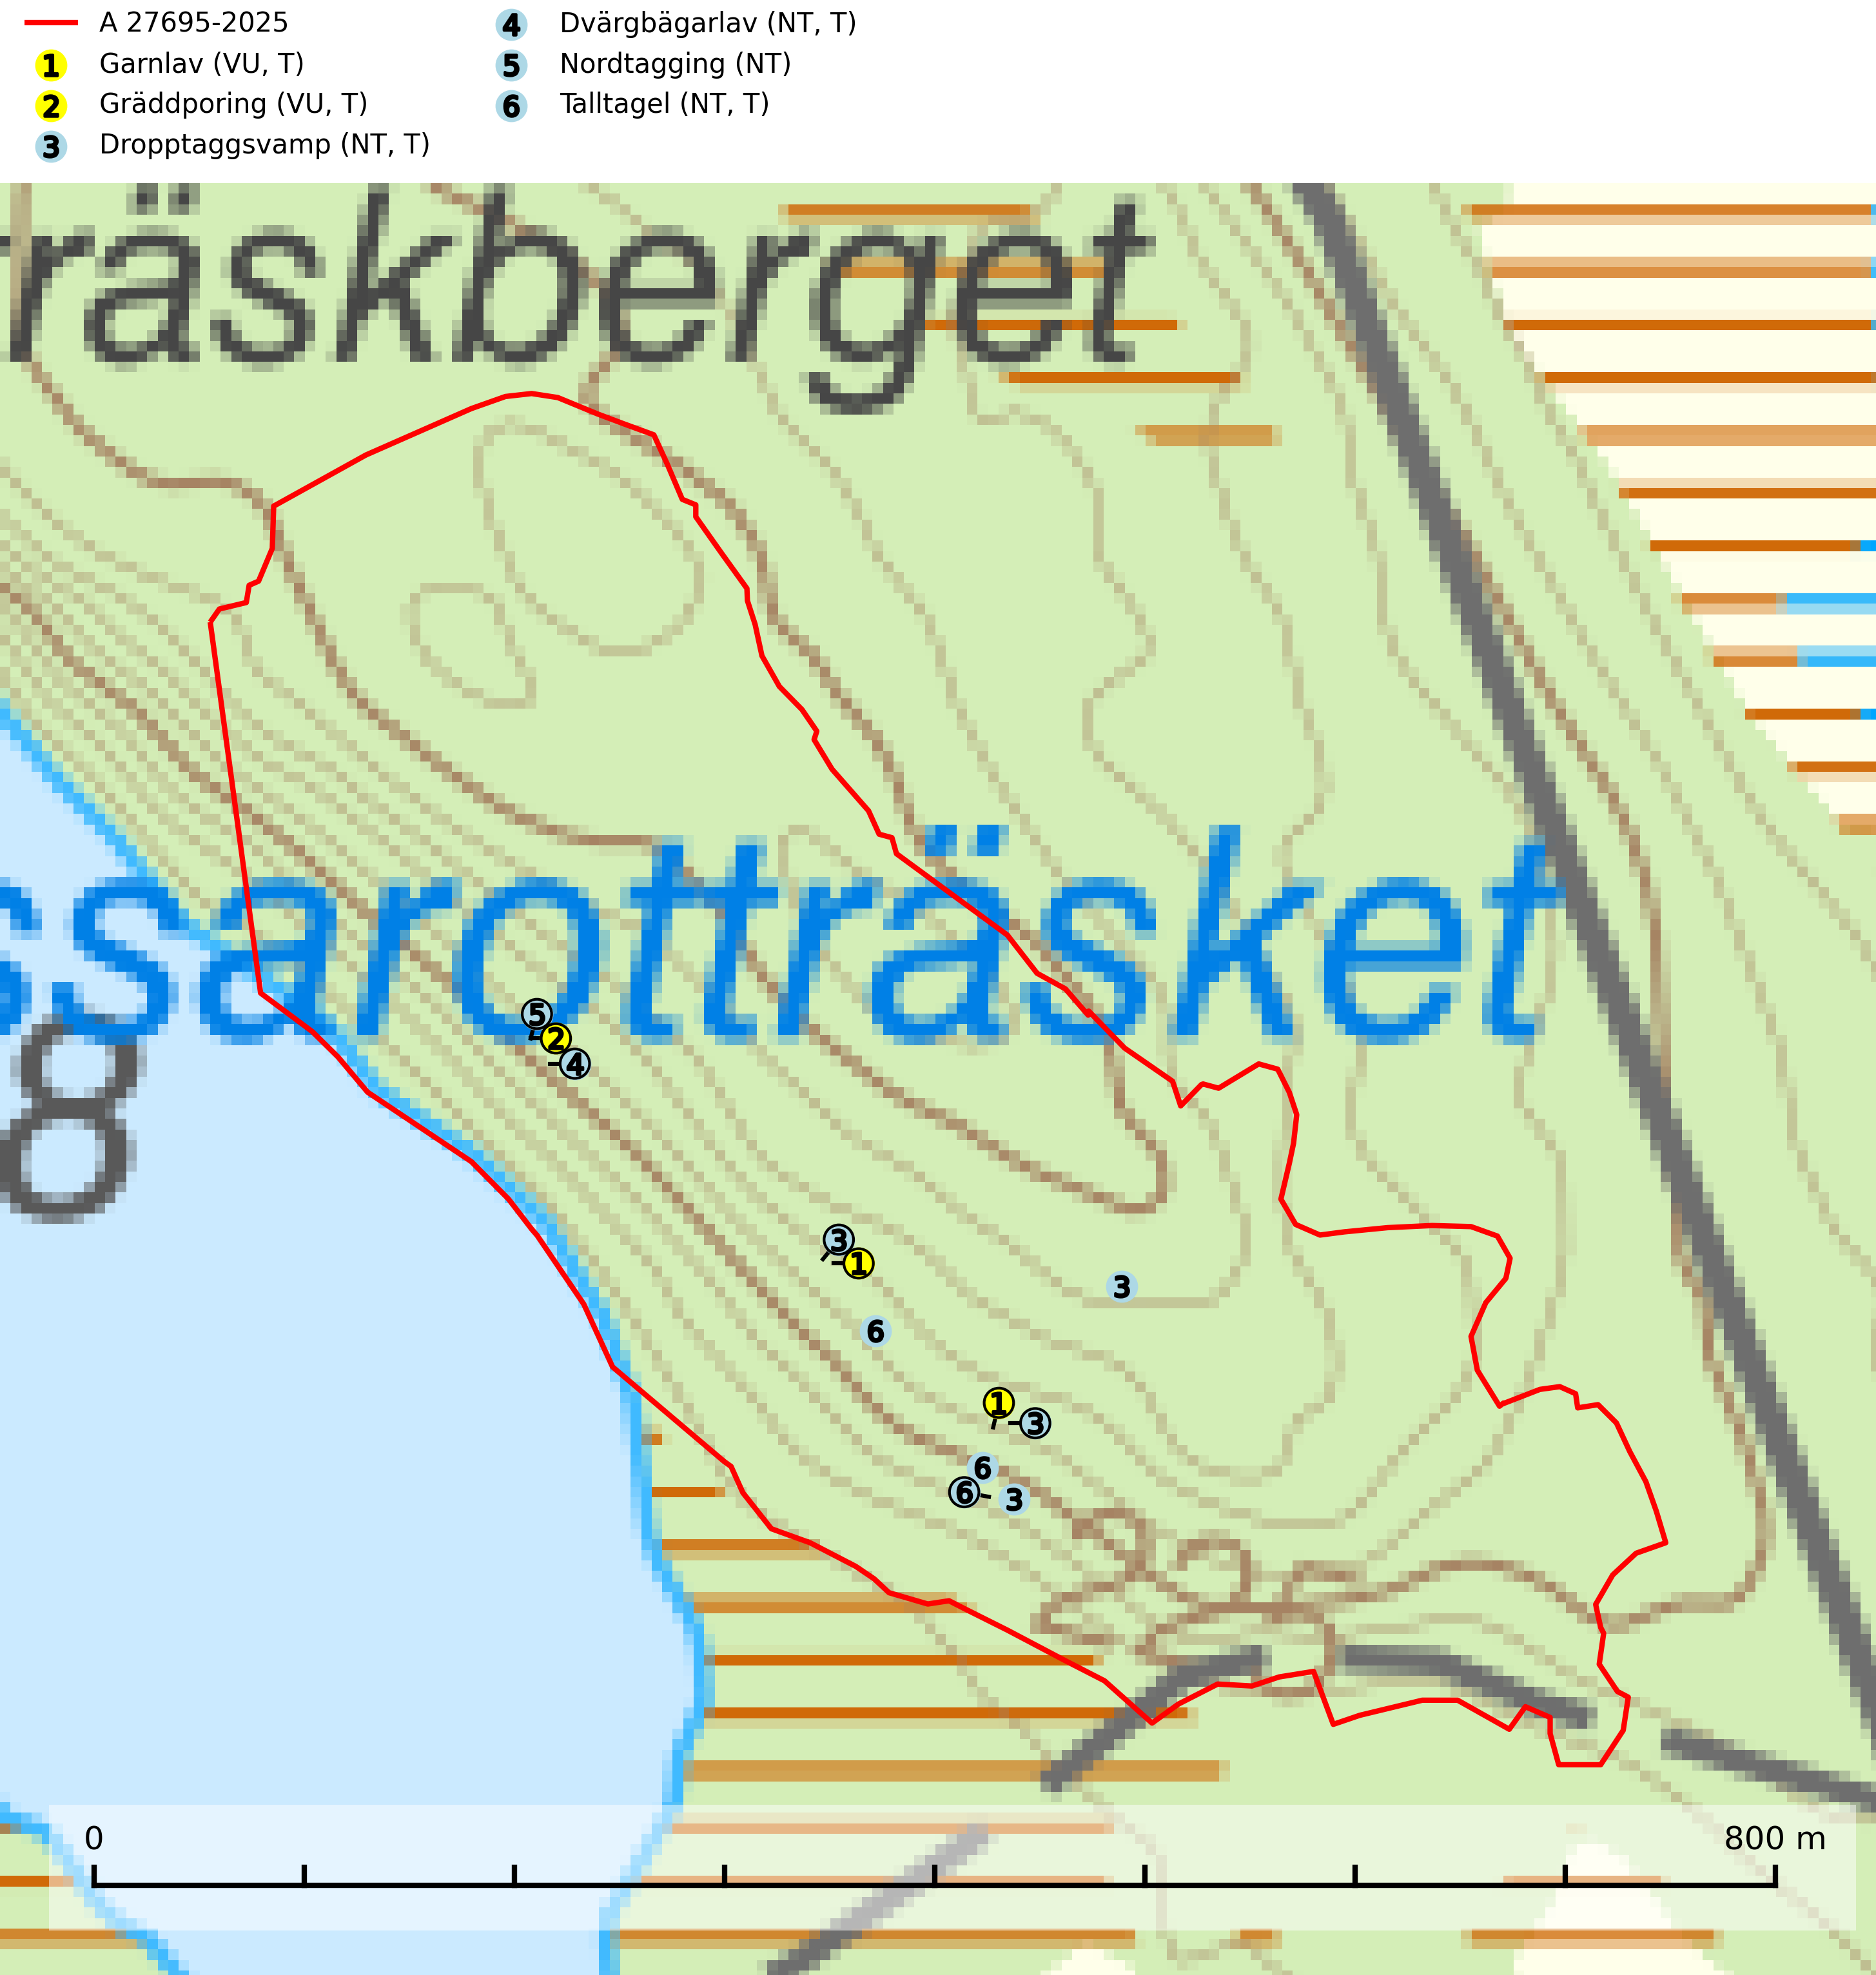 A 27695-2025
1 Garnlav (VU, T)
2 Gräddporing (VU, T)
3 Dropptaggsvamp (NT, T)
4 Dvärgbägarlav (NT, T)
5 Nordtagging (NT)
6 Talltagel (NT, T)
räskberget
sarotträsket
8
5
2
4
3
1
3
6
1
3
6
6
3
0
800 m